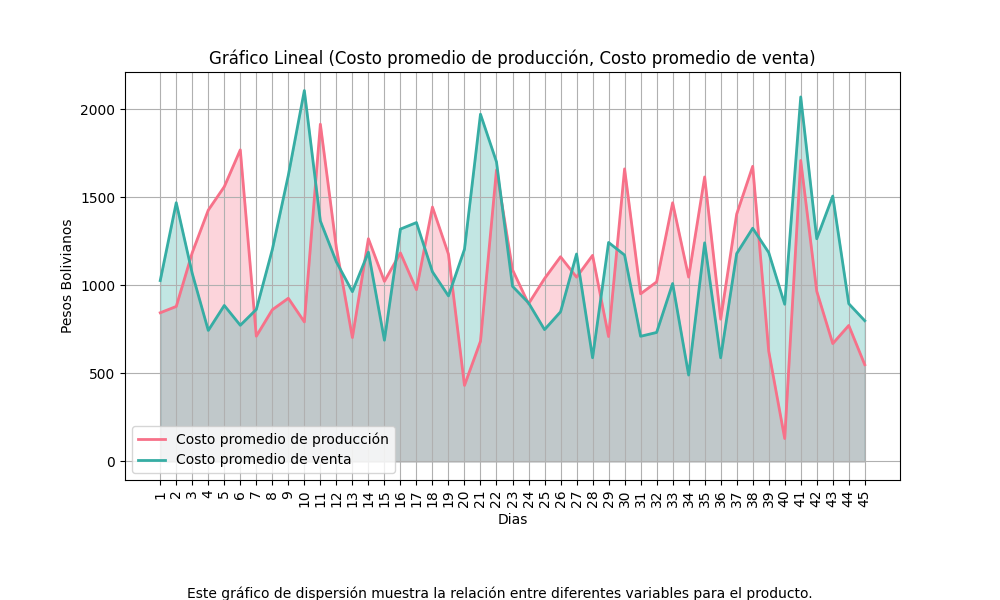 Gráfico Lineal (Costo promedio de producción, Costo promedio de venta)
2000
1500
1000
500
0
Pesos Bolivianos
Costo promedio de producción
Costo promedio de venta
1 2 3 4 5 6 7 8 9 10 11 12 13 14 15 16 17 18 19 20 21 22 23 24 25 26 27 28 29 30 31 32 33 34 35 36 37 38 39 40 41 42 43 44 45
Dias
Este gráfico de dispersión muestra la relación entre diferentes variables para el producto.